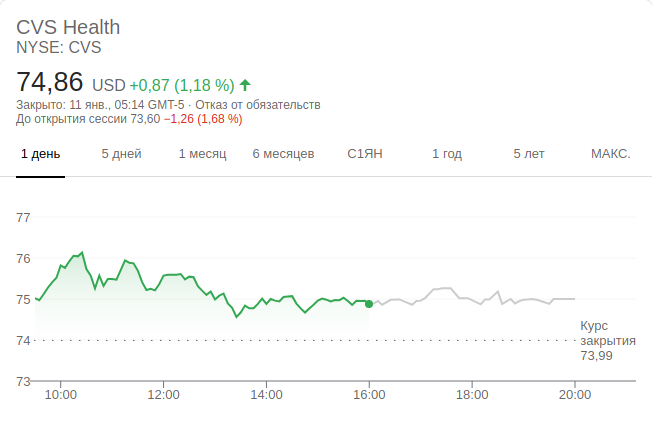 CVS Health
NYSE: CVS
74,86 USD +0,87 (1,18 %)
Закрыто: 11 янв., 05:14 GMT-5 · Отказ от обязательств
До открытия сессии 73,60 −1,26 (1,68 %)
1 день 5 дней 1 месяц 6 месяцев С1ЯН 1 год 5 лет МАКС.
77
76
75
74
73
Курс
закрытия
73,99
10:00 12:00 14:00 16:00 18:00 20:00